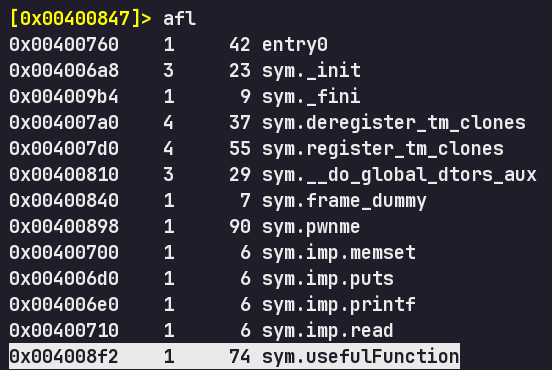 [0x00400847]> afl
0x00400760 1 42 entry0
0x004006a8 3 23 sym._init
0x004009b4 1 9 sym._fini
0x004007a0 4 37 sym.deregister_tm_clones
0x004007d0 4 55 sym.register_tm_clones
0x00400810 3 29 sym.__do_global_dtors_aux
0x00400840 1 7 sym.frame_dummy
0x00400898 1 90 sym.pwnme
0x00400700 1 6 sym.imp.memset
0x004006d0 1 6 sym.imp.puts
0x004006e0 1 6 sym.imp.printf
0x00400710 1 6 sym.imp.read
0x004008f2 1 74 sym.usefulFunction